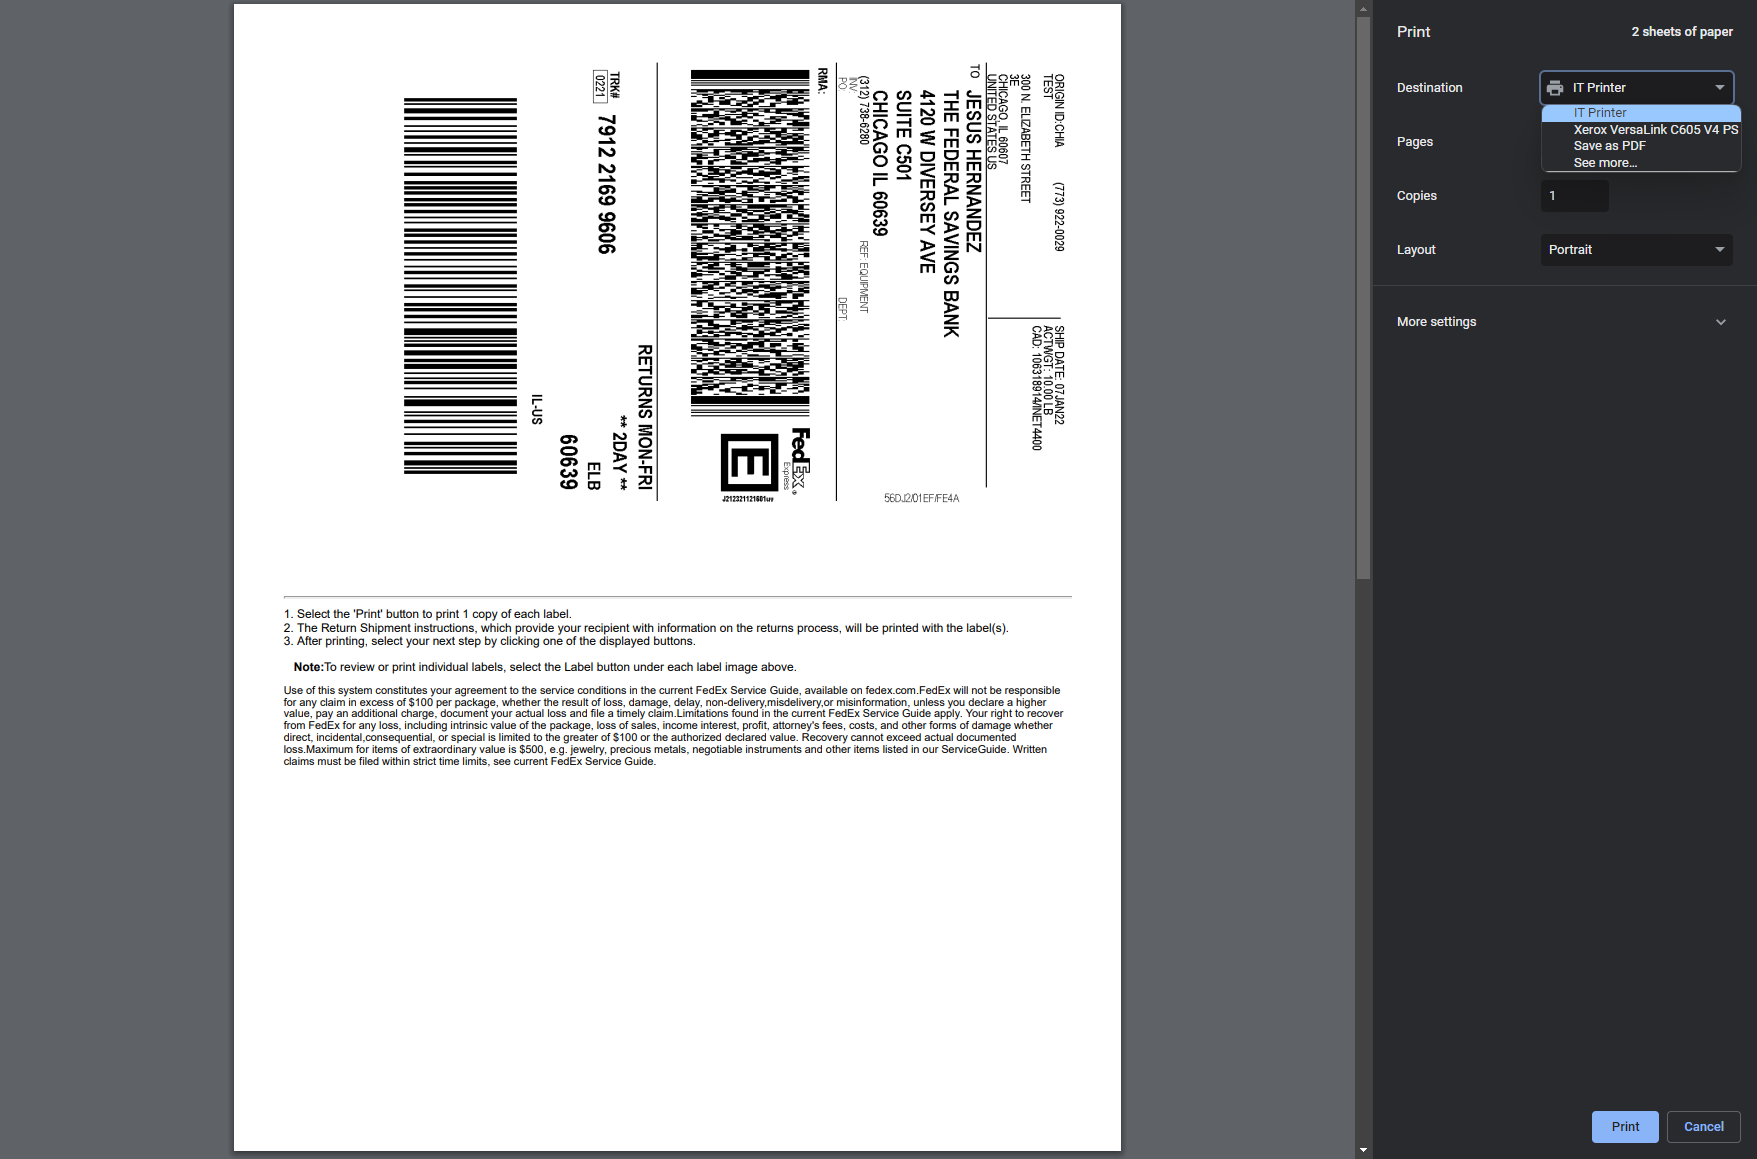 ORIGIN ID:CHIA (773) 922-0029
TEST
300 N. ELIZABETH STREET
3E
CHICAGO, IL 60607
UNITED STATES US
SHIP DATE: 07JAN22
ACTWGT: 10.00 LB
CAD: 106318914/INET4400
TO JESUS HERNANDEZ
THE FEDERAL SAVINGS BANK
4120 W DIVERSEY AVE
SUITE C501
CHICAGO IL 60639
(312) 738-6280 REF: EQUIPMENT
INV:
PO: DEPT:
56DJ2/01EF/FE4A
RMA:
FedEx
Express
E
J212321121601uv
RETURNS MON-FRI
TRK# ** 2DAY **
0221 7912 2169 9606
ELB
60639
IL-US
1. Select the 'Print' button to print 1 copy of each label.
2. The Return Shipment instructions, which provide your recipient with information on the returns process, will be printed with the label(s).
3. After printing, select your next step by clicking one of the displayed buttons.
Note:To review or print individual labels, select the Label button under each label image above.
Use of this system constitutes your agreement to the service conditions in the current FedEx Service Guide, available on fedex.com.FedEx will not be responsible
for any claim in excess of $100 per package, whether the result of loss, damage, delay, non-delivery,misdelivery,or misinformation, unless you declare a higher
value, pay an additional charge, document your actual loss and file a timely claim.Limitations found in the current FedEx Service Guide apply. Your right to recover
from FedEx for any loss, including intrinsic value of the package, loss of sales, income interest, profit, attorney's fees, costs, and other forms of damage whether
direct, incidental,consequential, or special is limited to the greater of $100 or the authorized declared value. Recovery cannot exceed actual documented
loss.Maximum for items of extraordinary value is $500, e.g. jewelry, precious metals, negotiable instruments and other items listed in our ServiceGuide. Written
claims must be filed within strict time limits, see current FedEx Service Guide.
Print 2 sheets of paper
Destination IT Printer
IT Printer
Xerox VersaLink C605 V4 PS
Save as PDF
See more...
Pages
Copies 1
Layout Portrait
More settings
Print Cancel